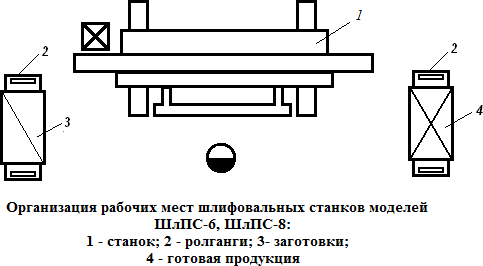 1
2
2
3
4
Организация рабочих мест шлифовальных станков моделей
ШлПС-6, ШлПС-8:
1 - станок; 2 - ролганги; 3- заготовки;
4 - готовая продукция